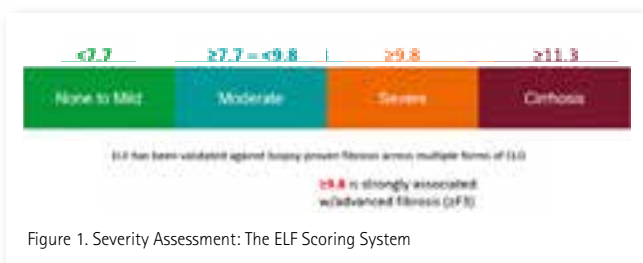 <7.7 ≥7.7 – <9.8 ≥9.8 ≥11.3
None to Mild Moderate Severe Cirrhosis
ELF has been validated against biopsy proven fibrosis across multiple forms of CLD
≥9.8 is strongly associated
w/advanced fibrosis (≥F3)
Figure 1. Severity Assessment: The ELF Scoring System